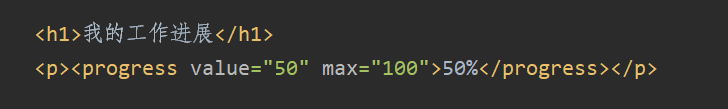 <h1>我的工作进展</h1>
<p><progress value="50" max="100">50%</progress></p>